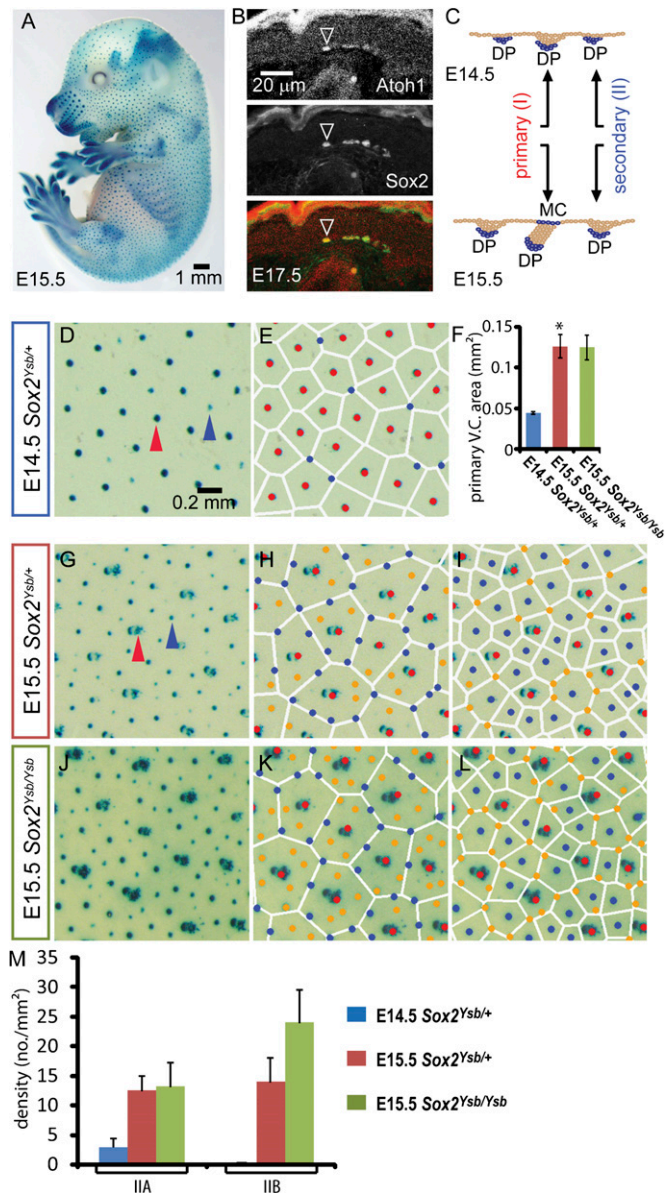 A
E15.5
1 mm
B
20 μm
Atoh1
Sox2
E17.5
C
DP DP DP
E14.5
primary (I)
secondary (II)
MC
DP DP DP
E15.5
E14.5 Sox2Ysb/+
D
0.2 mm
E
F
primary V.C. area (mm²)
0.15
0.1
0.05
0
*
E14.5 Sox2Ysb/+
E15.5 Sox2Ysb/+
E15.5 Sox2Ysb/Ysb
E15.5 Sox2Ysb/+
G
H
I
E15.5 Sox2Ysb/Ysb
J
K
L
M
density (no./mm²)
35
30
25
20
15
10
5
0
IIA
IIB
E14.5 Sox2Ysb/+
E15.5 Sox2Ysb/+
E15.5 Sox2Ysb/Ysb